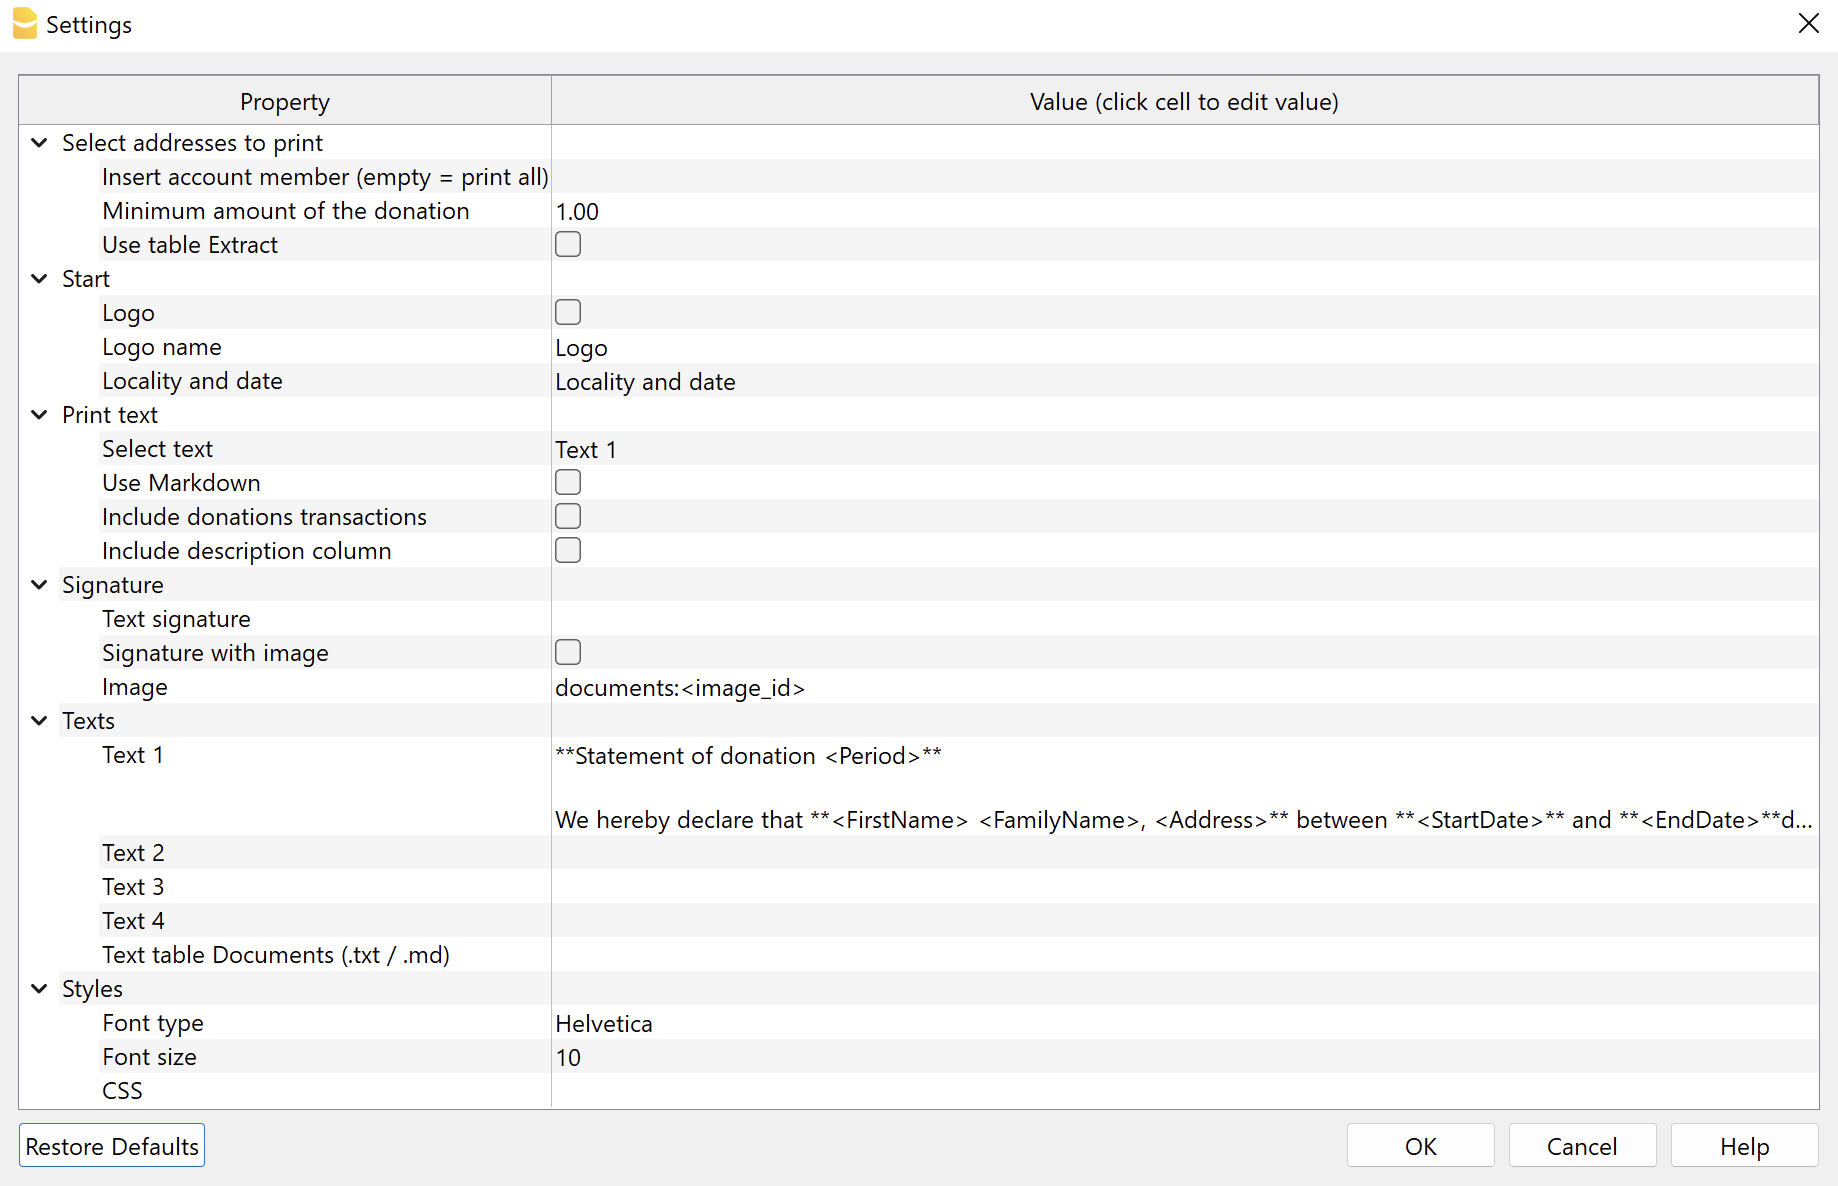 Settings
Property Value (click cell to edit value)
Select addresses to print
Insert account member (empty = print all)
Minimum amount of the donation 1.00
Use table Extract
Start
Logo
Logo name Logo
Locality and date Locality and date
Print text
Select text Text 1
Use Markdown
Include donations transactions
Include description column
Signature
Text signature
Signature with image
Image documents:<image_id>
Texts
Text 1 **Statement of donation <Period>**
We hereby declare that **<FirstName> <FamilyName>, <Address>** between **<StartDate>** and **<EndDate>**d...
Text 2
Text 3
Text 4
Text table Documents (.txt / .md)
Styles
Font type Helvetica
Font size 10
CSS
Restore Defaults OK Cancel Help